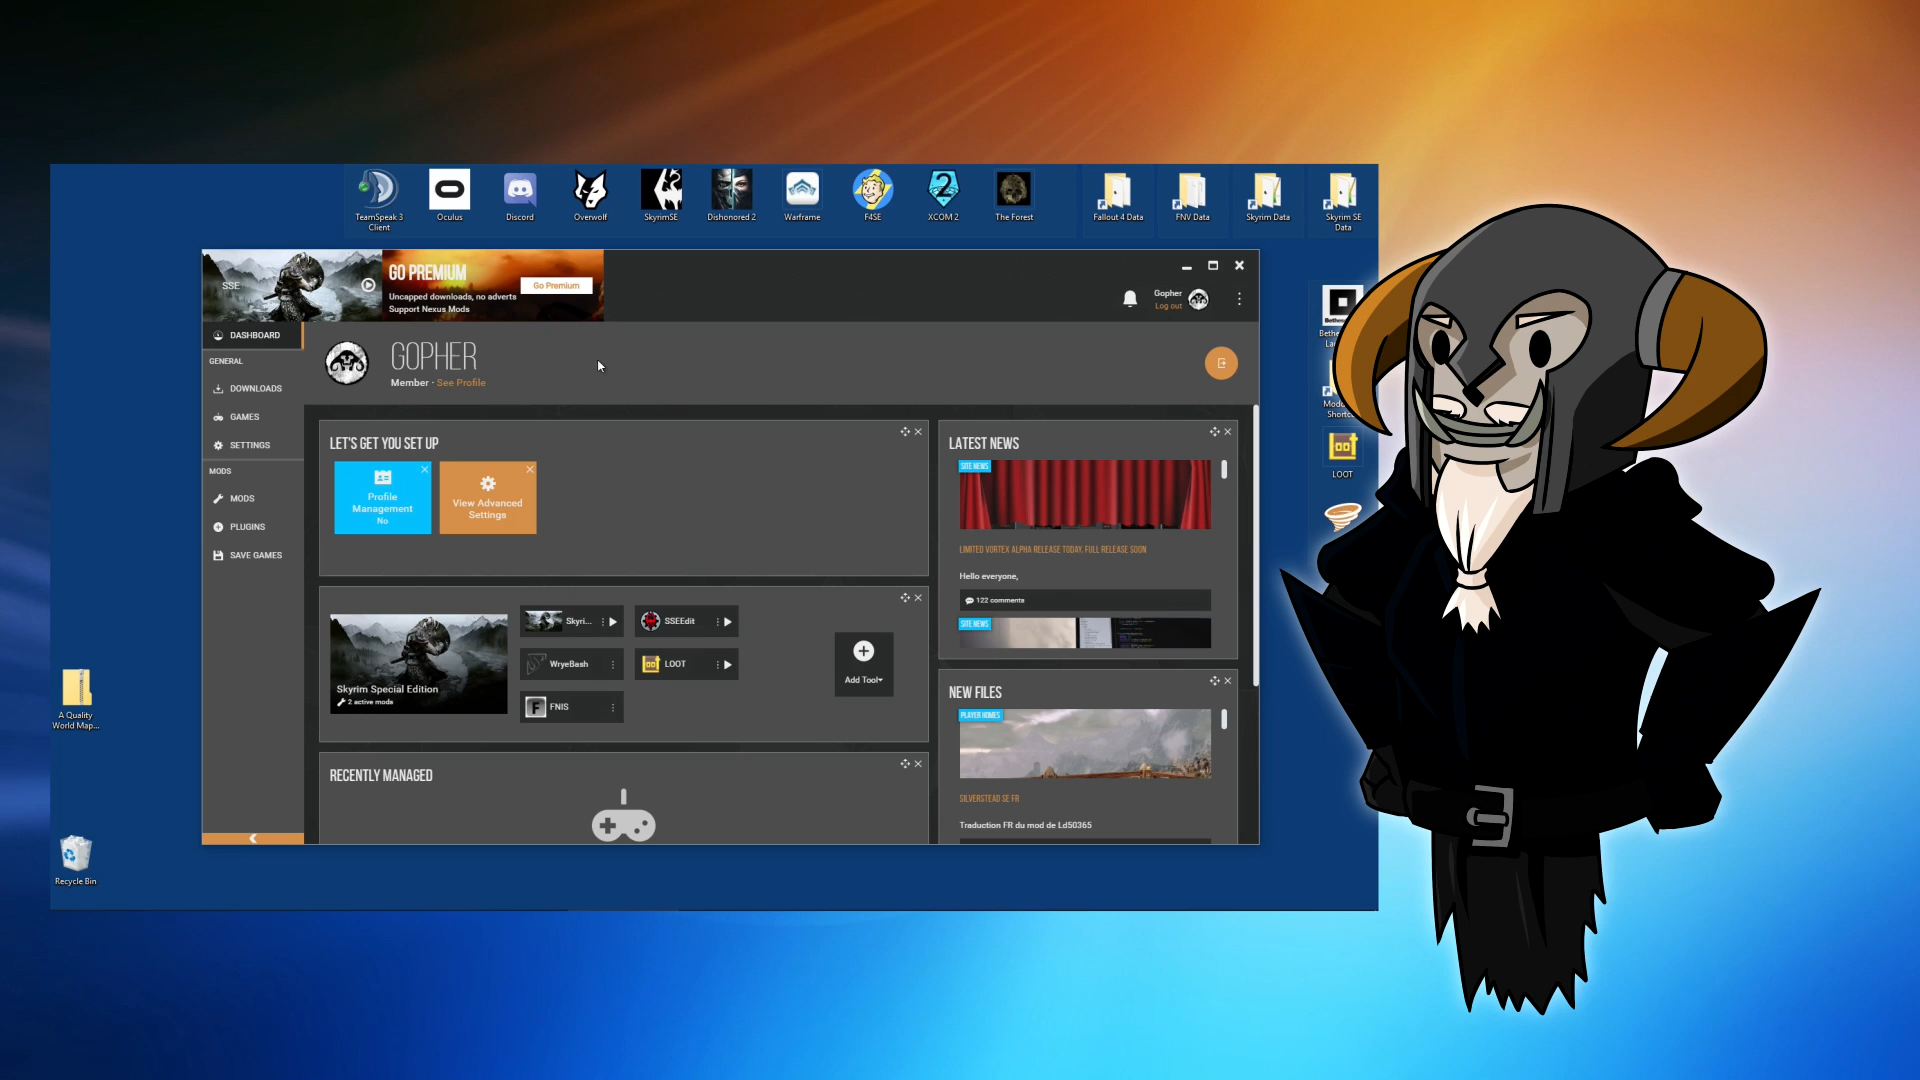 TeamSpeak 3
Client
Oculus
Discord
Overwolf
SkyrimSE
Dishonored 2
Warframe
F4SE
XCOM 2
The Forest
Fallout 4 Data
FNV Data
Skyrim Data
Skyrim SE
Data
SSE
GO PREMIUM
Uncapped downloads, no adverts
Support Nexus Mods
Go Premium
Gopher
Log out
DASHBOARD
GENERAL
DOWNLOADS
GAMES
SETTINGS
MODS
MODS
PLUGINS
SAVE GAMES
GOPHER
Member · See Profile
LET'S GET YOU SET UP
Profile
Management
No
View Advanced
Settings
Skyrim Special Edition
2 active mods
Skyri...
SSEEdit
WryeBash
LOOT
FNIS
Add Tool
RECENTLY MANAGED
LATEST NEWS
SITE NEWS
LIMITED VORTEX ALPHA RELEASE TODAY, FULL RELEASE SOON
Hello everyone,
122 comments
SITE NEWS
NEW FILES
PLAYER HOMES
SILVERSTEAD SE FR
Traduction FR du mod de Ld50365
LOOT
A Quality
World Map...
Recycle Bin